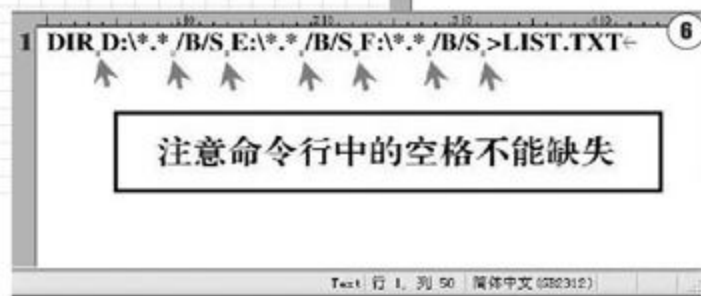 6
1 DIR D:\*.* /B/S E:\*.* /B/S F:\*.* /B/S >LIST.TXT←
注意命令行中的空格不能缺失
Text 行 1, 列 50 简体中文(GB2312)